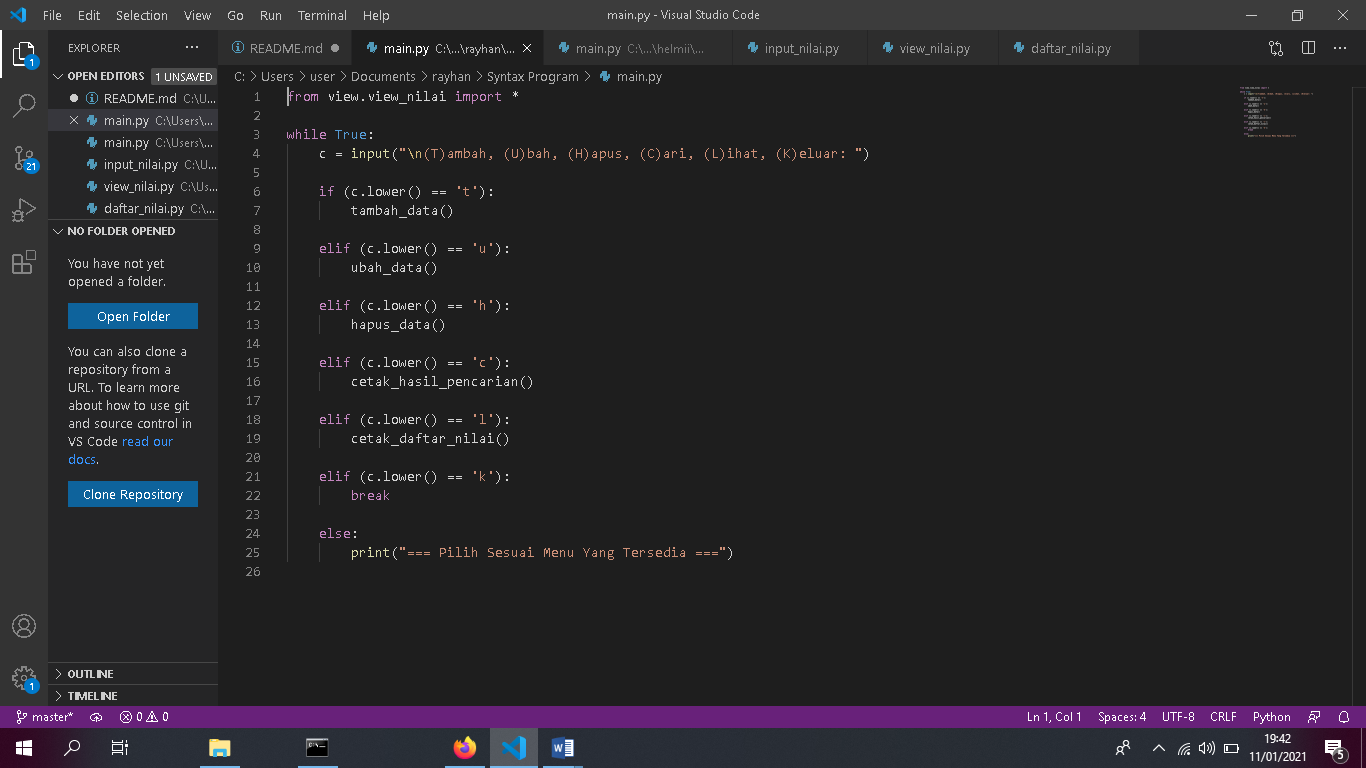 File Edit Selection View Go Run Terminal Help main.py - Visual Studio Code
EXPLORER ···
OPEN EDITORS 1 UNSAVED
README.md C:\U...
main.py C:\Users\...
main.py C:\Users\...
input_nilai.py C:\U...
view_nilai.py C:\Us...
daftar_nilai.py C:\...
NO FOLDER OPENED
You have not yet
opened a folder.
Open Folder
You can also clone a
repository from a
URL. To learn more
about how to use git
and source control in
VS Code read our
docs.
Clone Repository
OUTLINE
TIMELINE
1
21
1
README.md main.py C:\...\rayhan\... main.py C:\...\helmii\... input_nilai.py view_nilai.py daftar_nilai.py
C: > Users > user > Documents > rayhan > Syntax Program > main.py
1 from view.view_nilai import *
2
3 while True:
4 c = input("\n(T)ambah, (U)bah, (H)apus, (C)ari, (L)ihat, (K)eluar: ")
5
6 if (c.lower() == 't'):
7 tambah_data()
8
9 elif (c.lower() == 'u'):
10 ubah_data()
11
12 elif (c.lower() == 'h'):
13 hapus_data()
14
15 elif (c.lower() == 'c'):
16 cetak_hasil_pencarian()
17
18 elif (c.lower() == 'l'):
19 cetak_daftar_nilai()
20
21 elif (c.lower() == 'k'):
22 break
23
24 else:
25 print("=== Pilih Sesuai Menu Yang Tersedia ===")
26
master* 0 0 Ln 1, Col 1 Spaces: 4 UTF-8 CRLF Python
19:42
11/01/2021
5